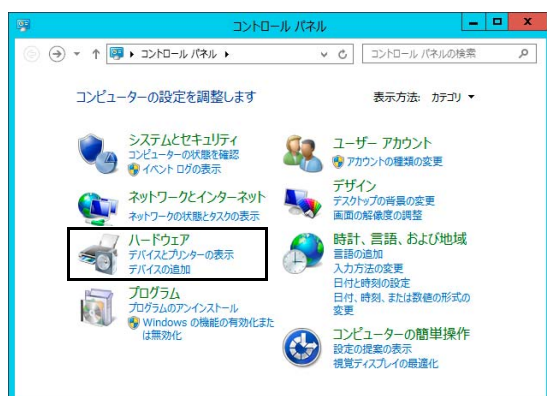 コントロール パネル
コントロール パネル
コントロール パネルの検索
コンピューターの設定を調整します
表示方法: カテゴリ
システムとセキュリティ
コンピューターの状態を確認
イベント ログの表示
ネットワークとインターネット
ネットワークの状態とタスクの表示
ハードウェア
デバイスとプリンターの表示
デバイスの追加
プログラム
プログラムのアンインストール
Windows の機能の有効化また
は無効化
ユーザー アカウント
アカウントの種類の変更
デザイン
デスクトップの背景の変更
画面の解像度の調整
時計、言語、および地域
言語の追加
入力方法の変更
日付と時刻の設定
日付、時刻、または数値の形式の
変更
コンピューターの簡単操作
設定の提案の表示
視覚ディスプレイの最適化